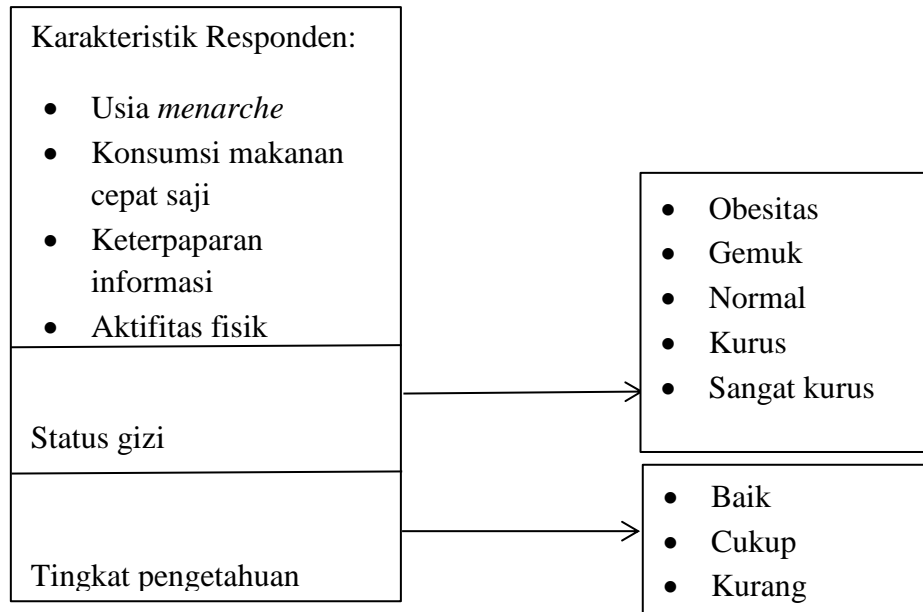 Karakteristik Responden:
• Usia menarche
• Konsumsi makanan
cepat saji
• Keterpaparan
informasi
• Aktifitas fisik
Status gizi
Tingkat pengetahuan
• Obesitas
• Gemuk
• Normal
• Kurus
• Sangat kurus
• Baik
• Cukup
• Kurang